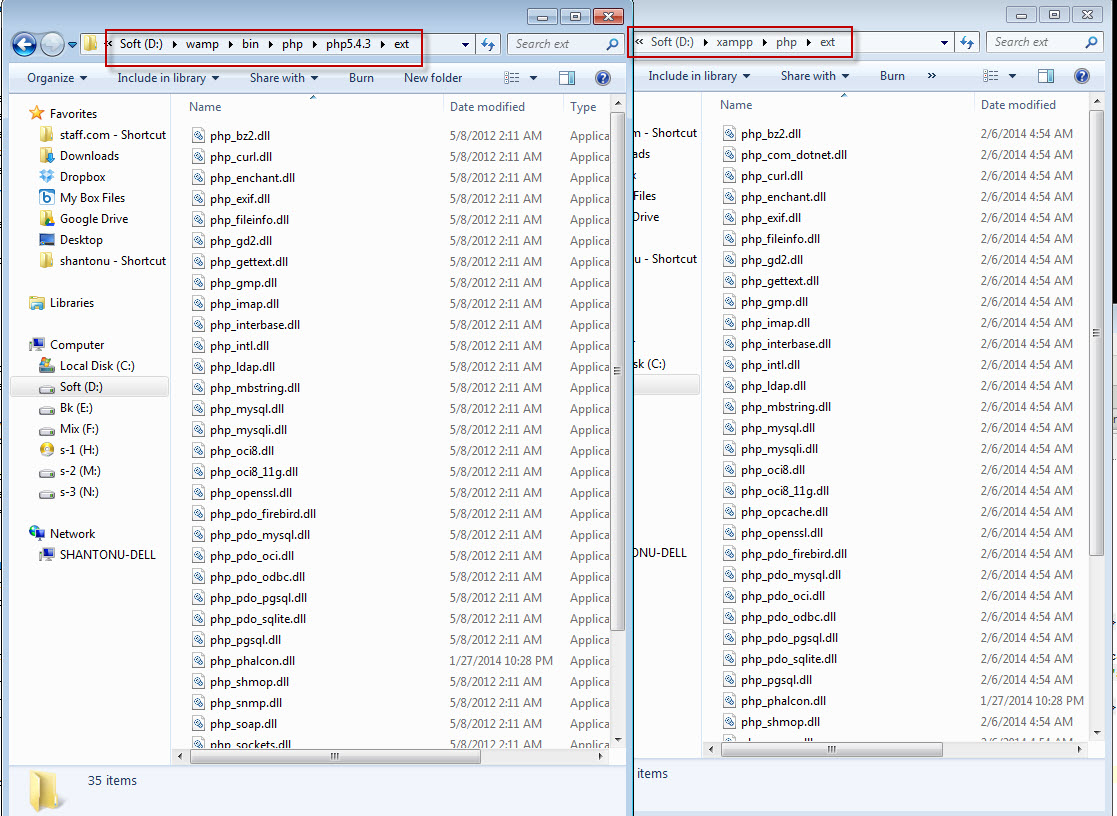 « Soft (D:) ▸ wamp ▸ bin ▸ php ▸ php5.4.3 ▸ ext
Search ext
Organize Include in library Share with Burn New folder
Favorites
staff.com - Shortcut
Downloads
Dropbox
My Box Files
Google Drive
Desktop
shantonu - Shortcut
Libraries
Computer
Local Disk (C:)
Soft (D:)
Bk (E:)
Mix (F:)
s-1 (H:)
s-2 (M:)
s-3 (N:)
Network
SHANTONU-DELL
Name Date modified Type
php_bz2.dll 5/8/2012 2:11 AM Applica
php_curl.dll 5/8/2012 2:11 AM Applica
php_enchant.dll 5/8/2012 2:11 AM Applica
php_exif.dll 5/8/2012 2:11 AM Applica
php_fileinfo.dll 5/8/2012 2:11 AM Applica
php_gd2.dll 5/8/2012 2:11 AM Applica
php_gettext.dll 5/8/2012 2:11 AM Applica
php_gmp.dll 5/8/2012 2:11 AM Applica
php_imap.dll 5/8/2012 2:11 AM Applica
php_interbase.dll 5/8/2012 2:11 AM Applica
php_intl.dll 5/8/2012 2:11 AM Applica
php_ldap.dll 5/8/2012 2:11 AM Applica
php_mbstring.dll 5/8/2012 2:11 AM Applica
php_mysql.dll 5/8/2012 2:11 AM Applica
php_mysqli.dll 5/8/2012 2:11 AM Applica
php_oci8.dll 5/8/2012 2:11 AM Applica
php_oci8_11g.dll 5/8/2012 2:11 AM Applica
php_openssl.dll 5/8/2012 2:11 AM Applica
php_pdo_firebird.dll 5/8/2012 2:11 AM Applica
php_pdo_mysql.dll 5/8/2012 2:11 AM Applica
php_pdo_oci.dll 5/8/2012 2:11 AM Applica
php_pdo_odbc.dll 5/8/2012 2:11 AM Applica
php_pdo_pgsql.dll 5/8/2012 2:11 AM Applica
php_pdo_sqlite.dll 5/8/2012 2:11 AM Applica
php_pgsql.dll 5/8/2012 2:11 AM Applica
php_phalcon.dll 1/27/2014 10:28 PM Applica
php_shmop.dll 5/8/2012 2:11 AM Applica
php_snmp.dll 5/8/2012 2:11 AM Applica
php_soap.dll 5/8/2012 2:11 AM Applica
php_sockets.dll 5/8/2012 2:11 AM Applica
35 items
« Soft (D:) ▸ xampp ▸ php ▸ ext
Search ext
Include in library Share with Burn »
m - Shortcut
ads
Files
Drive
nu - Shortcut
sk (C:)
ONU-DELL
Name Date modified
php_bz2.dll 2/6/2014 4:54 AM
php_com_dotnet.dll 2/6/2014 4:54 AM
php_curl.dll 2/6/2014 4:54 AM
php_enchant.dll 2/6/2014 4:54 AM
php_exif.dll 2/6/2014 4:54 AM
php_fileinfo.dll 2/6/2014 4:54 AM
php_gd2.dll 2/6/2014 4:54 AM
php_gettext.dll 2/6/2014 4:54 AM
php_gmp.dll 2/6/2014 4:54 AM
php_imap.dll 2/6/2014 4:54 AM
php_interbase.dll 2/6/2014 4:54 AM
php_intl.dll 2/6/2014 4:54 AM
php_ldap.dll 2/6/2014 4:54 AM
php_mbstring.dll 2/6/2014 4:54 AM
php_mysql.dll 2/6/2014 4:54 AM
php_mysqli.dll 2/6/2014 4:54 AM
php_oci8.dll 2/6/2014 4:54 AM
php_oci8_11g.dll 2/6/2014 4:54 AM
php_opcache.dll 2/6/2014 4:54 AM
php_openssl.dll 2/6/2014 4:54 AM
php_pdo_firebird.dll 2/6/2014 4:54 AM
php_pdo_mysql.dll 2/6/2014 4:54 AM
php_pdo_oci.dll 2/6/2014 4:54 AM
php_pdo_odbc.dll 2/6/2014 4:54 AM
php_pdo_pgsql.dll 2/6/2014 4:54 AM
php_pdo_sqlite.dll 2/6/2014 4:54 AM
php_pgsql.dll 2/6/2014 4:54 AM
php_phalcon.dll 1/27/2014 10:28 PM
php_shmop.dll 2/6/2014 4:54 AM
items